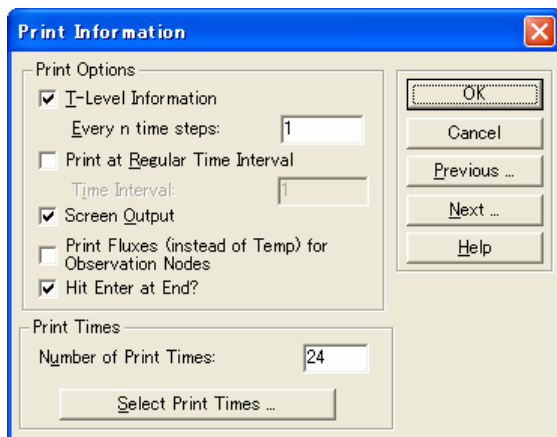 Print Information
Print Options
T-Level Information
Every n time steps:
1
Print at Regular Time Interval
Time Interval:
1
Screen Output
Print Fluxes (instead of Temp) for
Observation Nodes
Hit Enter at End?
Print Times
Number of Print Times:
24
Select Print Times ...
OK
Cancel
Previous ...
Next ...
Help